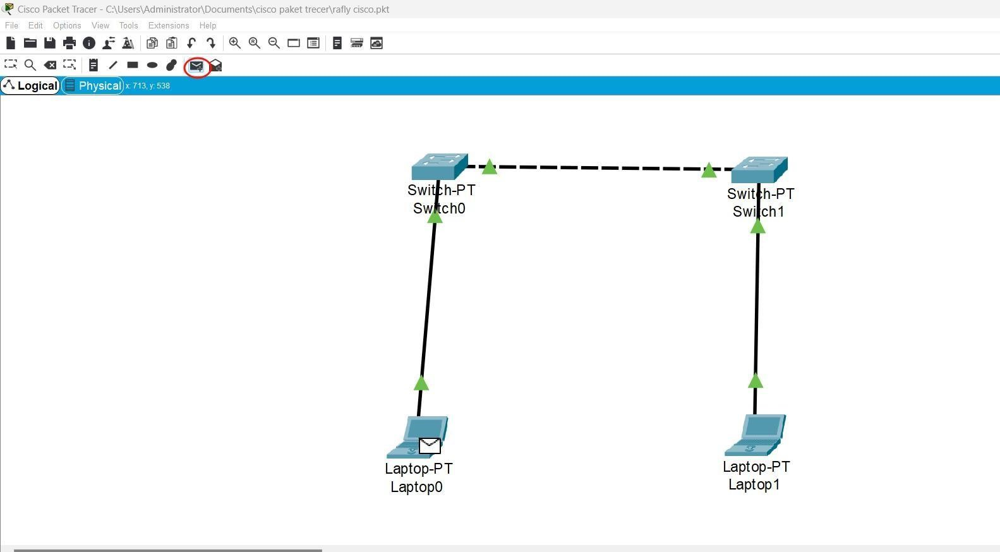 Cisco Packet Tracer - C:\Users\Administrator\Documents\cisco paket trecer\rafly cisco.pkt
File Edit Options View Tools Extensions Help
Logical Physical x: 713, y: 538
Switch-PT
Switch0
Switch-PT
Switch1
Laptop-PT
Laptop0
Laptop-PT
Laptop1